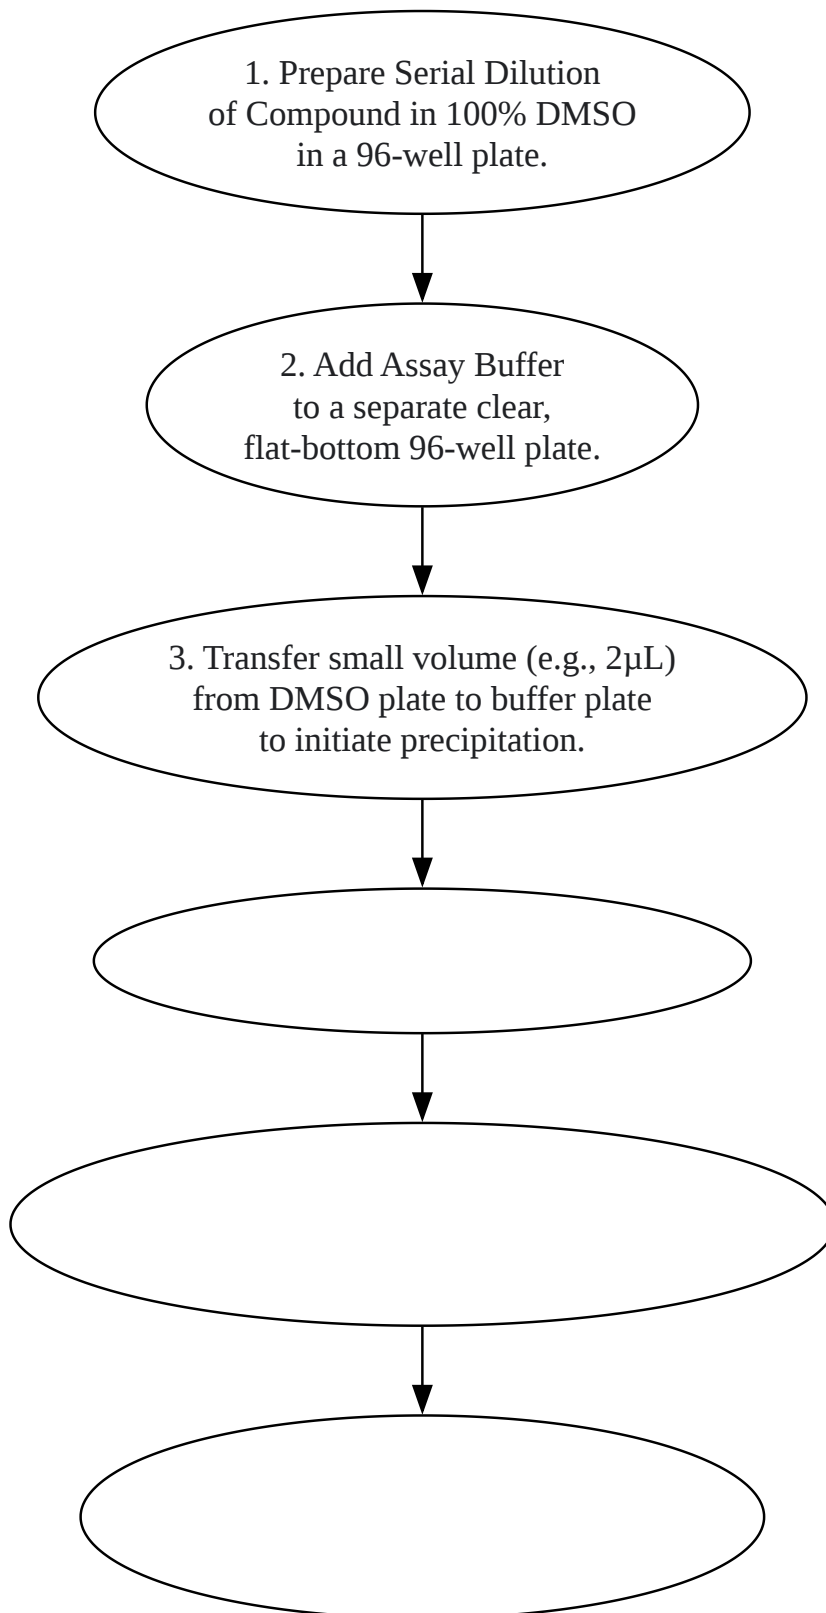 1. Prepare Serial Dilution
of Compound in 100% DMSO
in a 96-well plate.
2. Add Assay Buffer
to a separate clear,
flat-bottom 96-well plate.
3. Transfer small volume (e.g., 2µL)
from DMSO plate to buffer plate
to initiate precipitation.